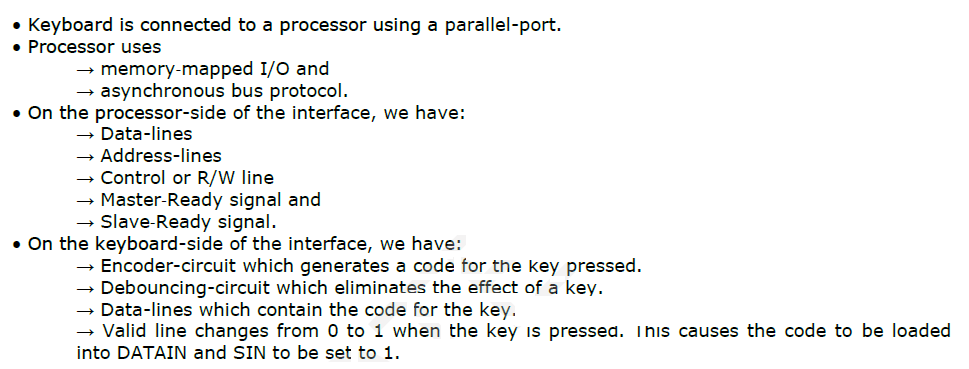 • Keyboard is connected to a processor using a parallel-port.
• Processor uses
→ memory-mapped I/O and
→ asynchronous bus protocol.
• On the processor-side of the interface, we have:
→ Data-lines
→ Address-lines
→ Control or R/W line
→ Master-Ready signal and
→ Slave-Ready signal.
• On the keyboard-side of the interface, we have:
→ Encoder-circuit which generates a code for the key pressed.
→ Debouncing-circuit which eliminates the effect of a key.
→ Data-lines which contain the code for the key.
→ Valid line changes from 0 to 1 when the key is pressed. This causes the code to be loaded
into DATAIN and SIN to be set to 1.